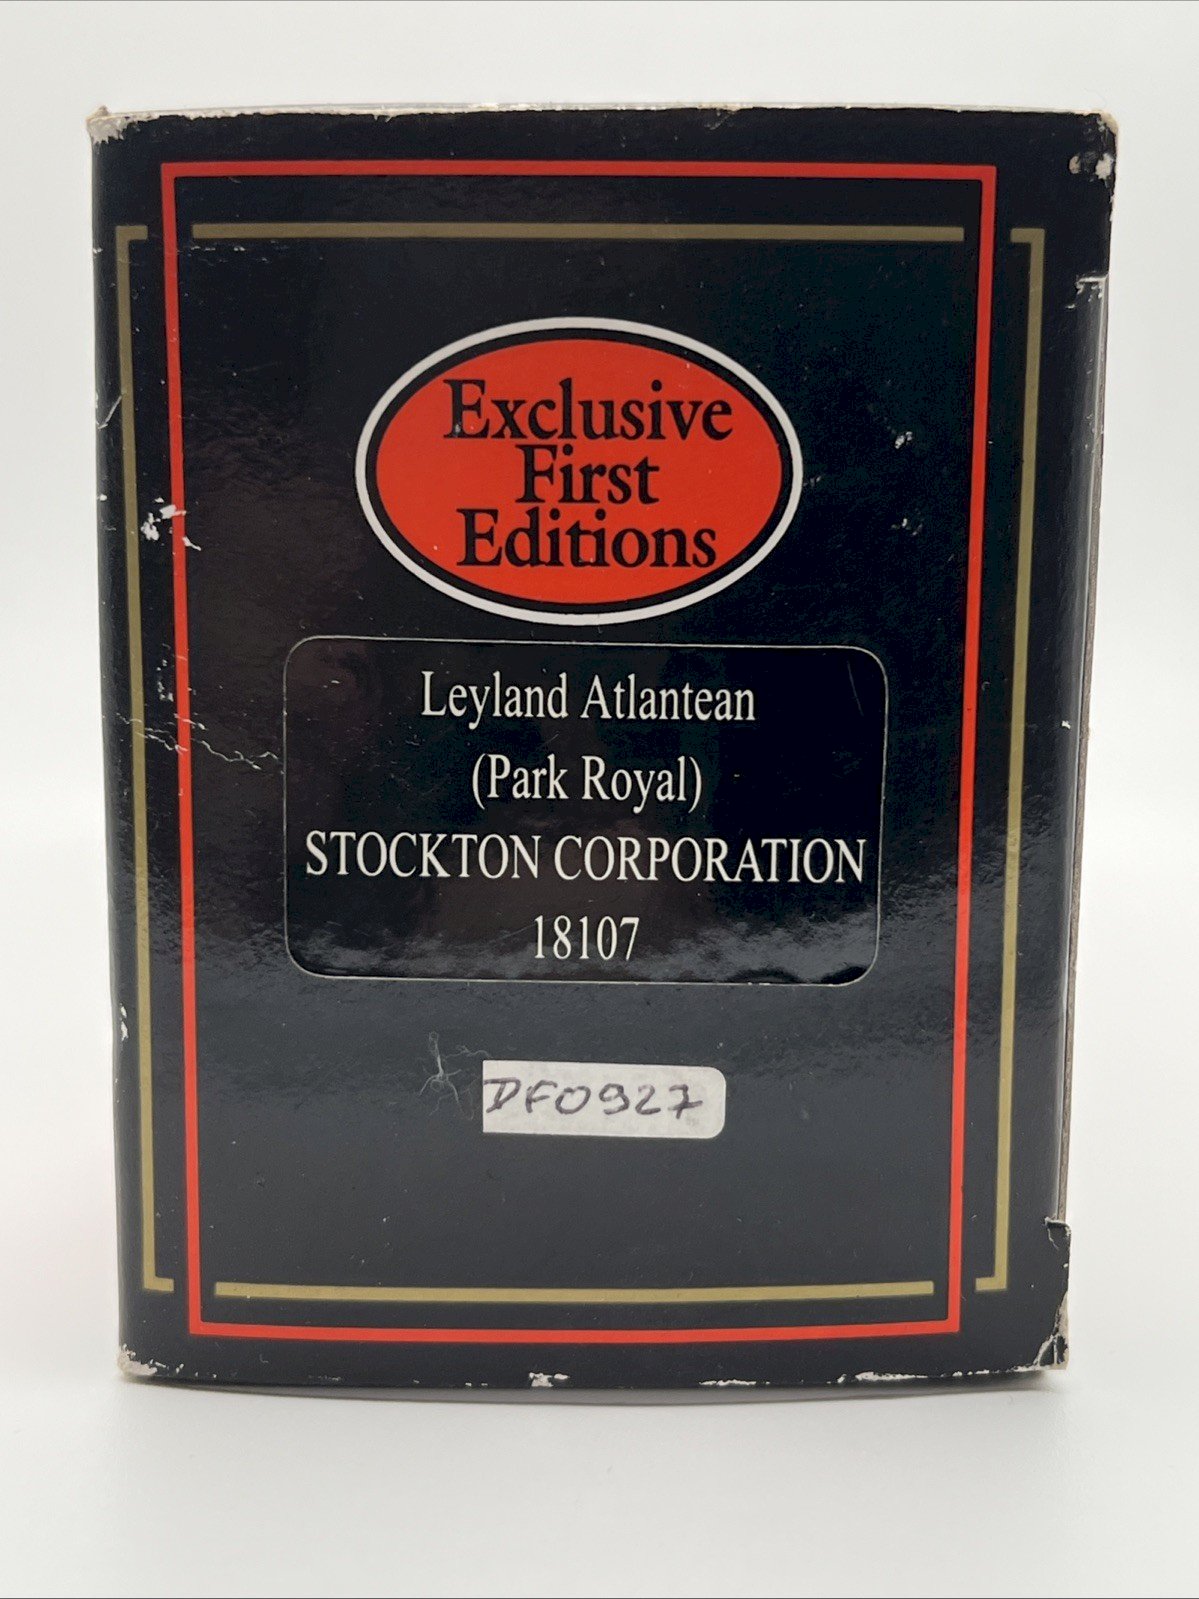 Exclusive
First
Editions
Leyland Atlantean
(Park Royal)
STOCKTON CORPORATION
18107
DF0927